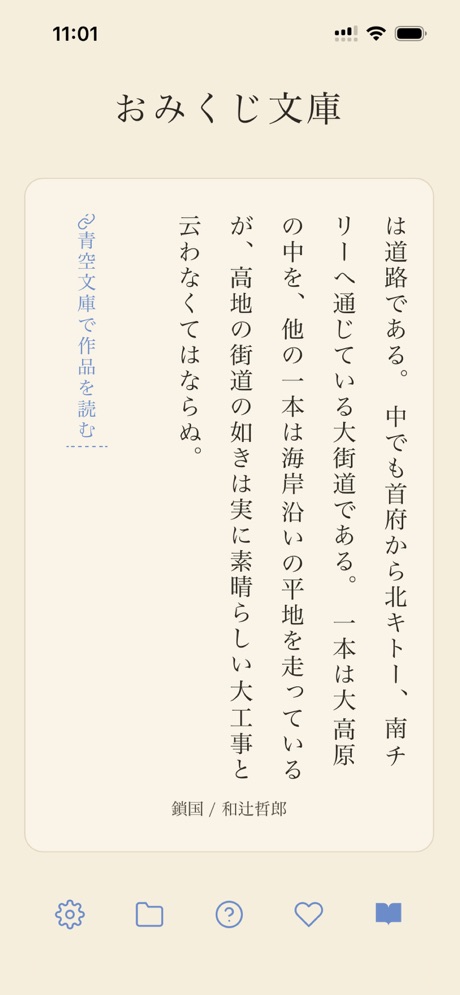 11:01
おみくじ文庫
は道路である。　中でも首府から北キトー、南チ
リーへ通じている大街道である。　一本は大高原
の中を、他の一本は海岸沿いの平地を走っている
が、高地の街道の如きは実に素晴らしい大工事と
云わなくてはならぬ。
青空文庫で作品を読む
鎖国 / 和辻哲郎